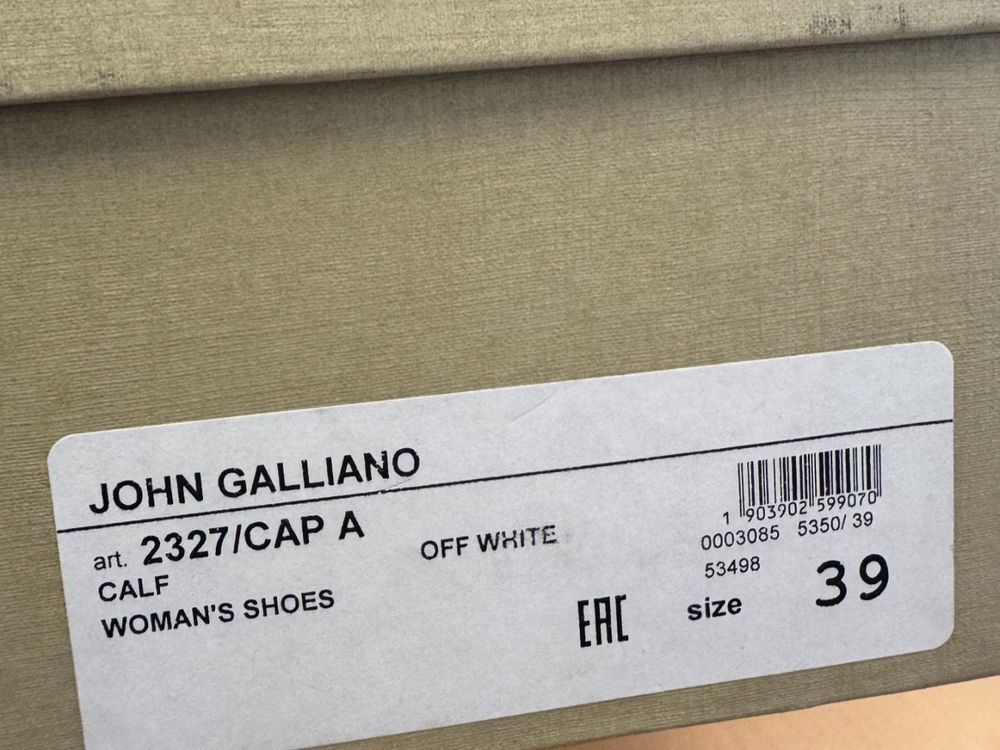 JOHN GALLIANO
art. 2327/CAP A
OFF WHITE
CALF
WOMAN'S SHOES
1 903902 599070
0003085 5350/ 39
53498
EAC
size 39